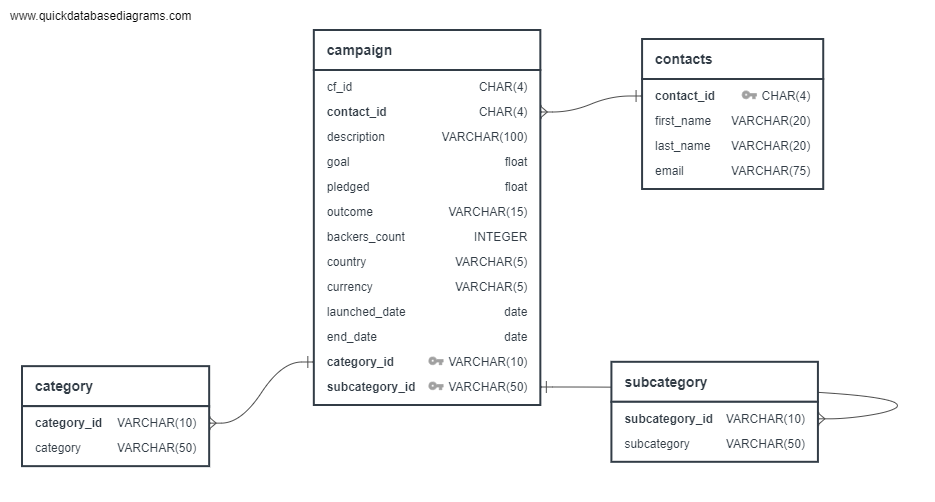 www.quickdatabasediagrams.com
campaign
cf_id CHAR(4)
contact_id CHAR(4)
description VARCHAR(100)
goal float
pledged float
outcome VARCHAR(15)
backers_count INTEGER
country VARCHAR(5)
currency VARCHAR(5)
launched_date date
end_date date
category_id VARCHAR(10)
subcategory_id VARCHAR(50)
contacts
contact_id CHAR(4)
first_name VARCHAR(20)
last_name VARCHAR(20)
email VARCHAR(75)
category
category_id VARCHAR(10)
category VARCHAR(50)
subcategory
subcategory_id VARCHAR(10)
subcategory VARCHAR(50)